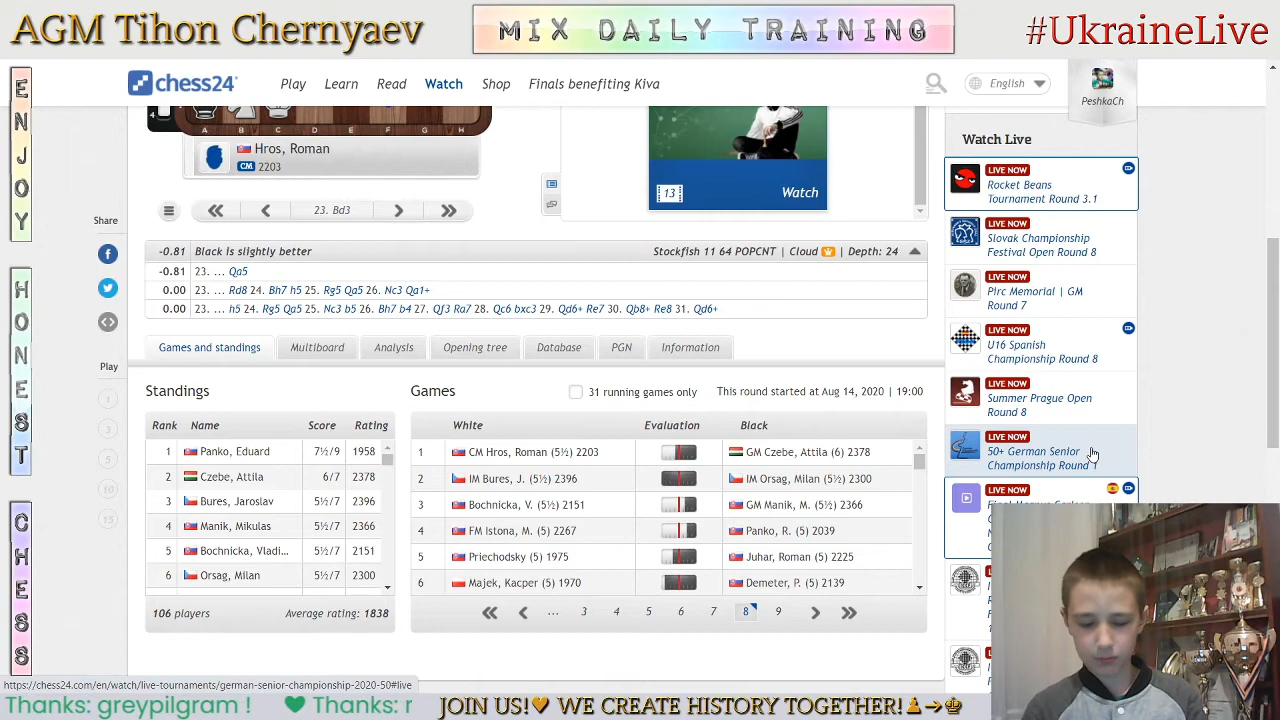 AGM Tihon Chernyaev
MIX DAILY TRAINING
#UkraineLive
ENJOY
HONEST
CHESS
chess24
Play
Learn
Read
Watch
Shop
Finals benefiting Kiva
English
PeshkaCh
A B C D E F G H
Hros, Roman
CM 2203
23. Bd3
13
Watch
Share
Play
1
3
5
10
15
-0.81 Black is slightly better Stockfish 11 64 POPCNT | Cloud | Depth: 24
-0.81 23. ... Qa5
0.00 23. ... Rd8 24. Bh7 25. Rg5 Qa5 26. Nc3 Qa1+
0.00 23. ... h5 24. Rg5 Qa5 25. Nc3 b5 26. Bh7 b4 27. Qf3 Ra7 28. Qc6 bxc3 29. Qd6+ Re7 30. Qb8+ Re8 31. Qd6+
Games and standings
Multiboard
Analysis
Opening tree
Database
PGN
Information
Standings
Rank Name Score Rating
1 Panko, Eduard 7½/9 1958
2 Czebe, Attila 6/7 2378
3 Bures, Jaroslav 2396
4 Manik, Mikulas 5½/7 2366
5 Bochnicka, Vladi... 5½/7 2151
6 Orsag, Milan 5½/7 2300
106 players Average rating: 1838
Games
31 running games only
This round started at Aug 14, 2020 | 19:00
White Evaluation Black
1 CM Hros, Roman (5½) 2203 GM Czebe, Attila (6) 2378
2 IM Bures, J. (5½) 2396 IM Orsag, Milan (5½) 2300
3 Bochnicka, V. (5½) 2151 GM Manik, M. (5½) 2366
4 FM Istona, M. (5) 2267 Panko, R. (5) 2039
5 Priechodsky (5) 1975 Juhar, Roman (5) 2225
6 Majek, Kacper (5) 1970 Demeter, P. (5) 2139
... 3 4 5 6 7 8 9
Watch Live
LIVE NOW
Rocket Beans
Tournament Round 3.1
LIVE NOW
Slovak Championship
Festival Open Round 8
LIVE NOW
Pirc Memorial | GM
Round 7
LIVE NOW
U16 Spanish
Championship Round 8
LIVE NOW
Summer Prague Open
Round 8
LIVE NOW
50+ German Senior
Championship Round
LIVE NOW
https://chess24.com/en/watch/live-tournaments/german-senior-championship-2020-50#live
Thanks: greypilgram ! Thanks: r
JOIN US! WE CREATE HISTORY TOGETHER!